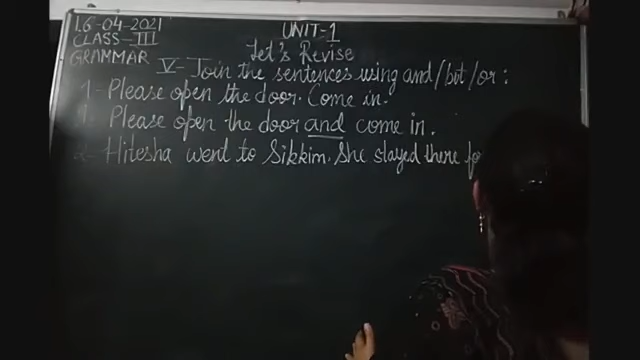 16-04-2021
CLASS-III
GRAMMAR
UNIT-1
Let's Revise
V- Join the sentences using and/but/or:
1- Please open the door. Come in.
Please open the door and come in.
2- Hitesha went to Sikkim. She stayed there